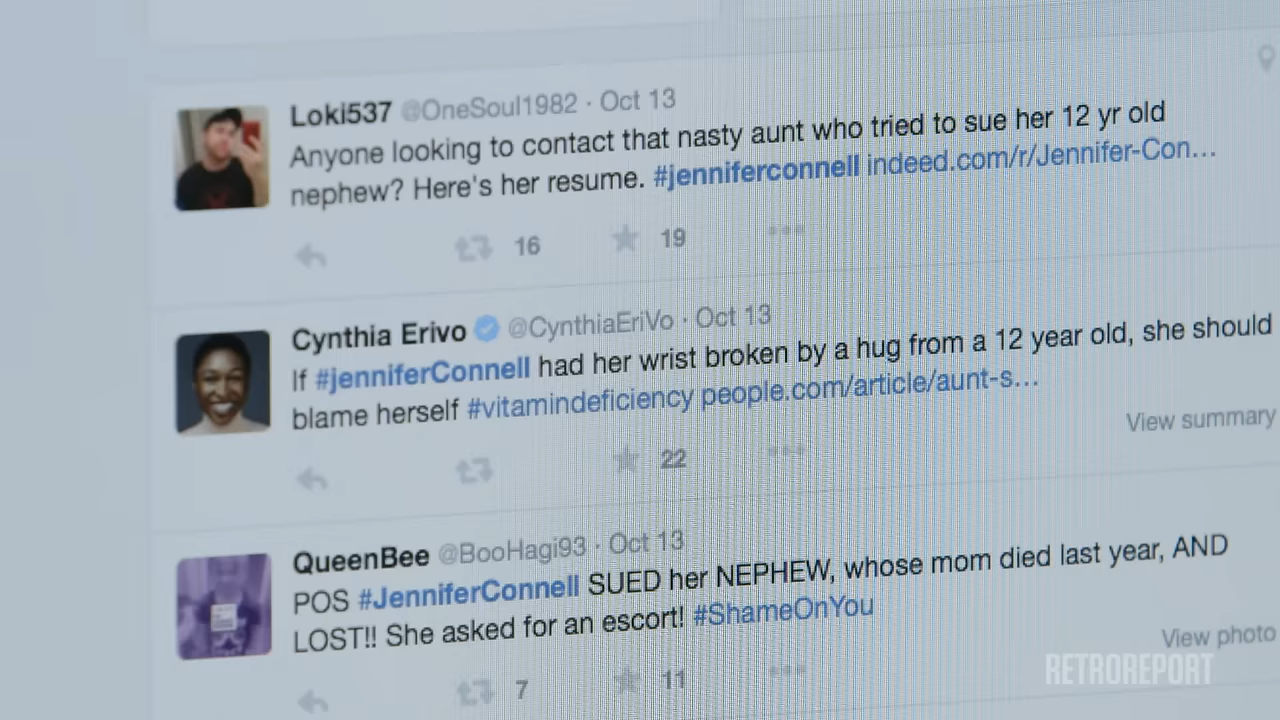 Loki537 @OneSoul1982 · Oct 13
Anyone looking to contact that nasty aunt who tried to sue her 12 yr old
nephew? Here's her resume. #jenniferconnell indeed.com/r/Jennifer-Con...
16 19
Cynthia Erivo @CynthiaEriVo · Oct 13
If #jenniferConnell had her wrist broken by a hug from a 12 year old, she should
blame herself #vitamindeficiency people.com/article/aunt-s...
View summary
22
QueenBee @BooHagi93 · Oct 13
POS #JenniferConnell SUED her NEPHEW, whose mom died last year, AND
LOST!! She asked for an escort! #ShameOnYou
View photo
7 11
RETROREPORT